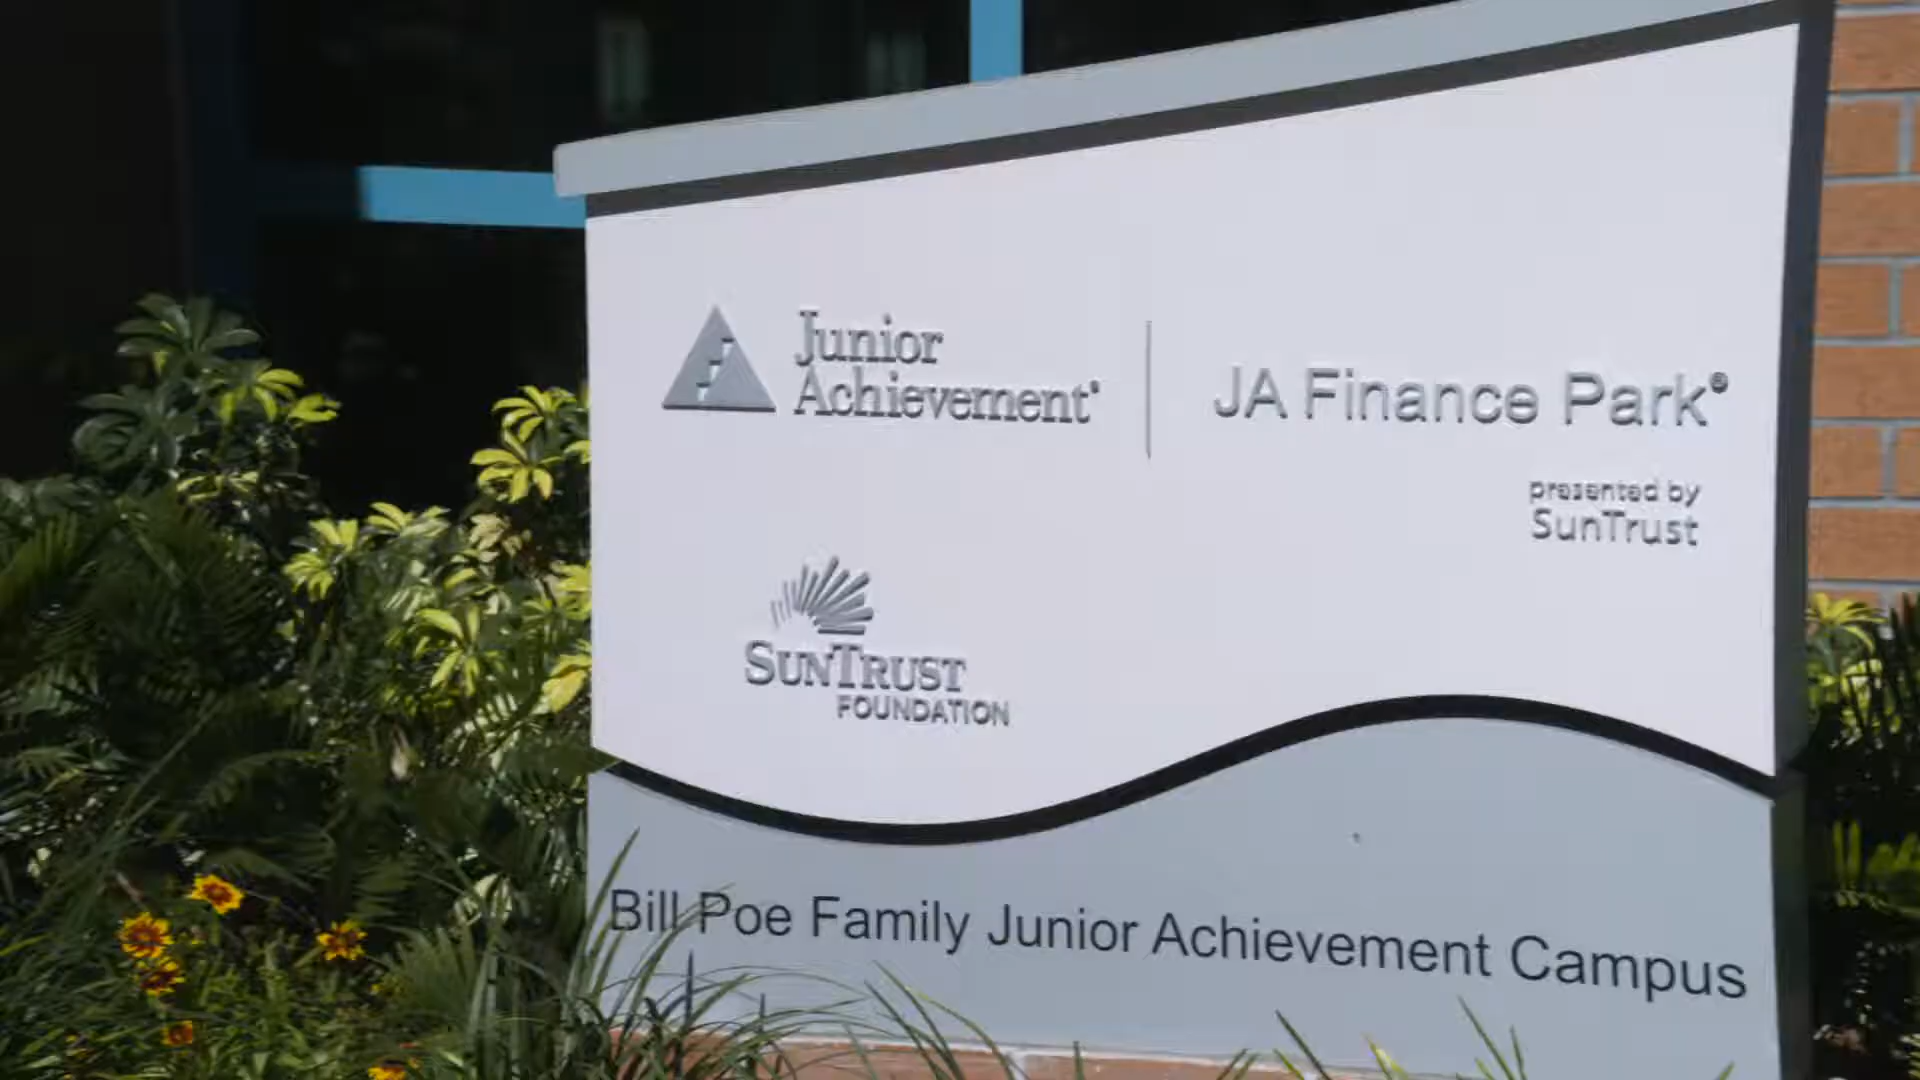 Junior
Achievement®
JA Finance Park®
presented by
SunTrust
SUNTRUST
FOUNDATION
Bill Poe Family Junior Achievement Campus